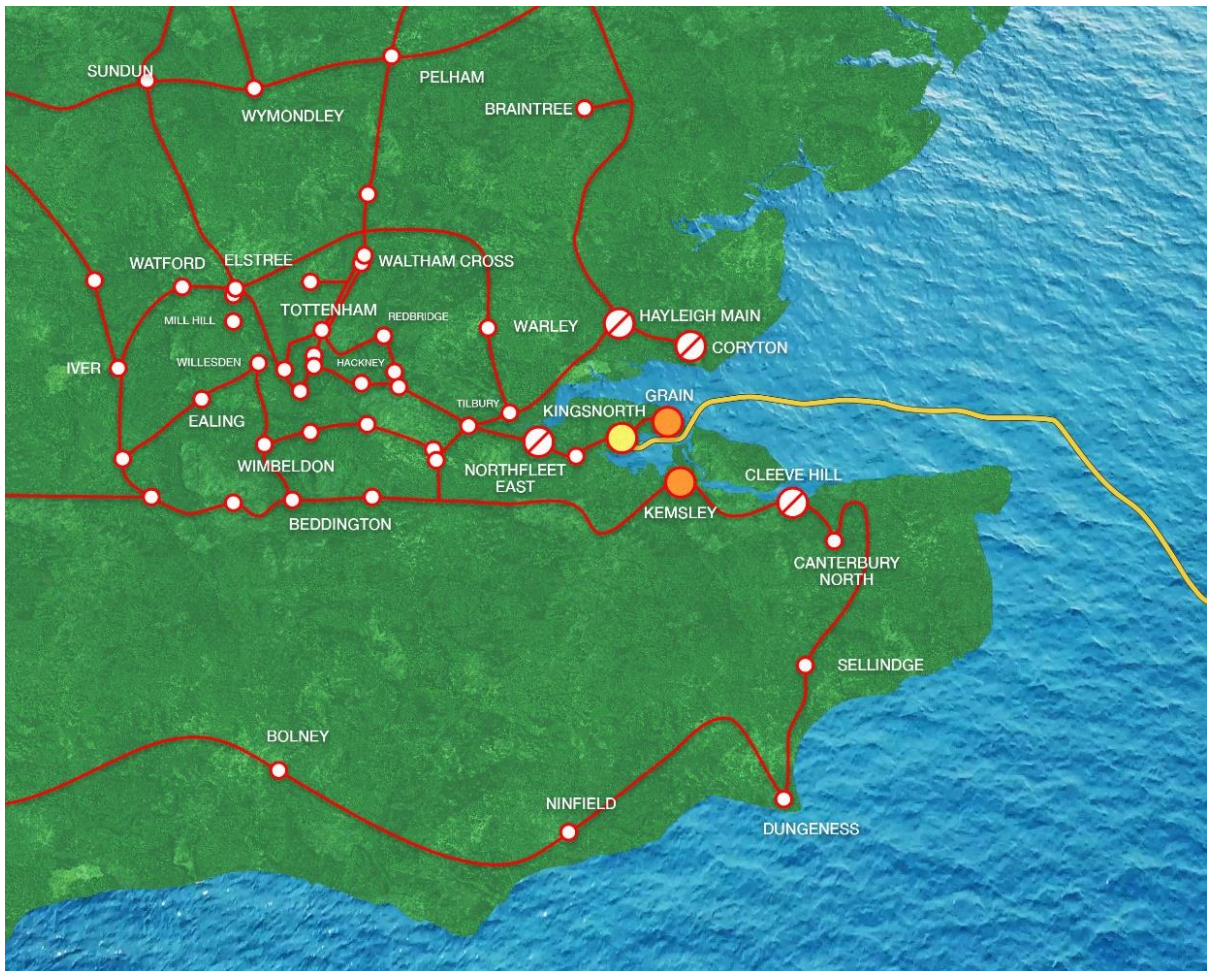 SUNDUN
PELHAM
WYMONDLEY
BRAINTREE
WATFORD
ELSTREE
WALTHAM CROSS
TOTTENHAM
MILL HILL
REDBRIDGE
WARLEY
HAYLEIGH MAIN
CORYTON
IVER
WILLESDEN
HACKNEY
EALING
TILBURY
KINGSNORTH
GRAIN
WIMBELDON
NORTHFLEET
EAST
CLEEVE HILL
KEMSLEY
BEDDINGTON
CANTERBURY
NORTH
SELLINDGE
BOLNEY
NINFIELD
DUNGENESS